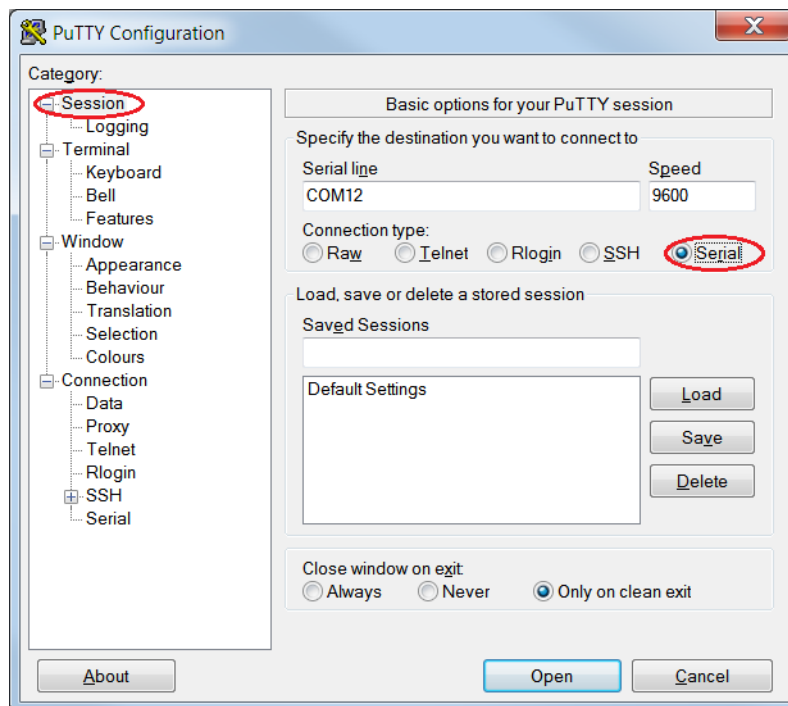 PuTTY Configuration
X
Category:
Session
Logging
Terminal
Keyboard
Bell
Features
Window
Appearance
Behaviour
Translation
Selection
Colours
Connection
Data
Proxy
Telnet
Rlogin
SSH
Serial
Basic options for your PuTTY session
Specify the destination you want to connect to
Serial line Speed
COM12 9600
Connection type:
Raw Telnet Rlogin SSH Serial
Load, save or delete a stored session
Saved Sessions
Default Settings
Load
Save
Delete
Close window on exit:
Always Never Only on clean exit
About Open Cancel